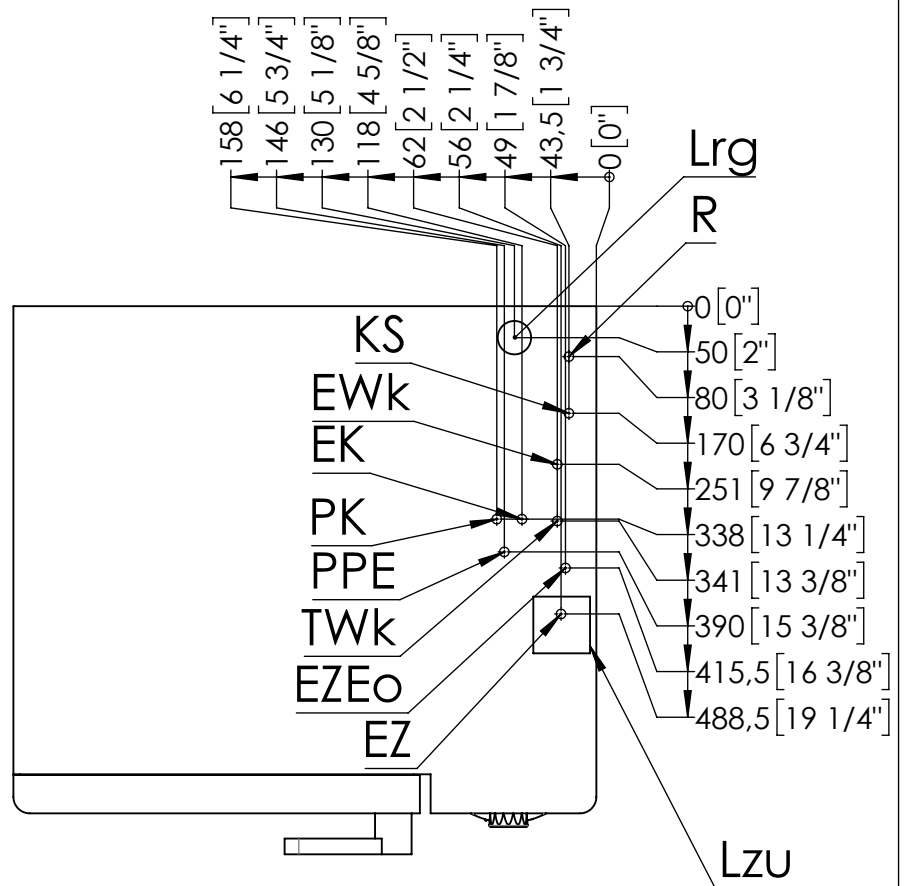 158 [6 1/4"]
146 [5 3/4"]
130 [5 1/8"]
118 [4 5/8"]
62 [2 1/2"]
56 [2 1/4"]
49 [1 7/8"]
43,5 [1 3/4"]
0 [0"]
Lrg
R
0 [0"]
KS
50 [2"]
EWk
80 [3 1/8"]
EK
170 [6 3/4"]
251 [9 7/8"]
PK
338 [13 1/4"]
PPE
341 [13 3/8"]
TWk
390 [15 3/8"]
EZEo
415,5 [16 3/8"]
EZ
488,5 [19 1/4"]
Lzu